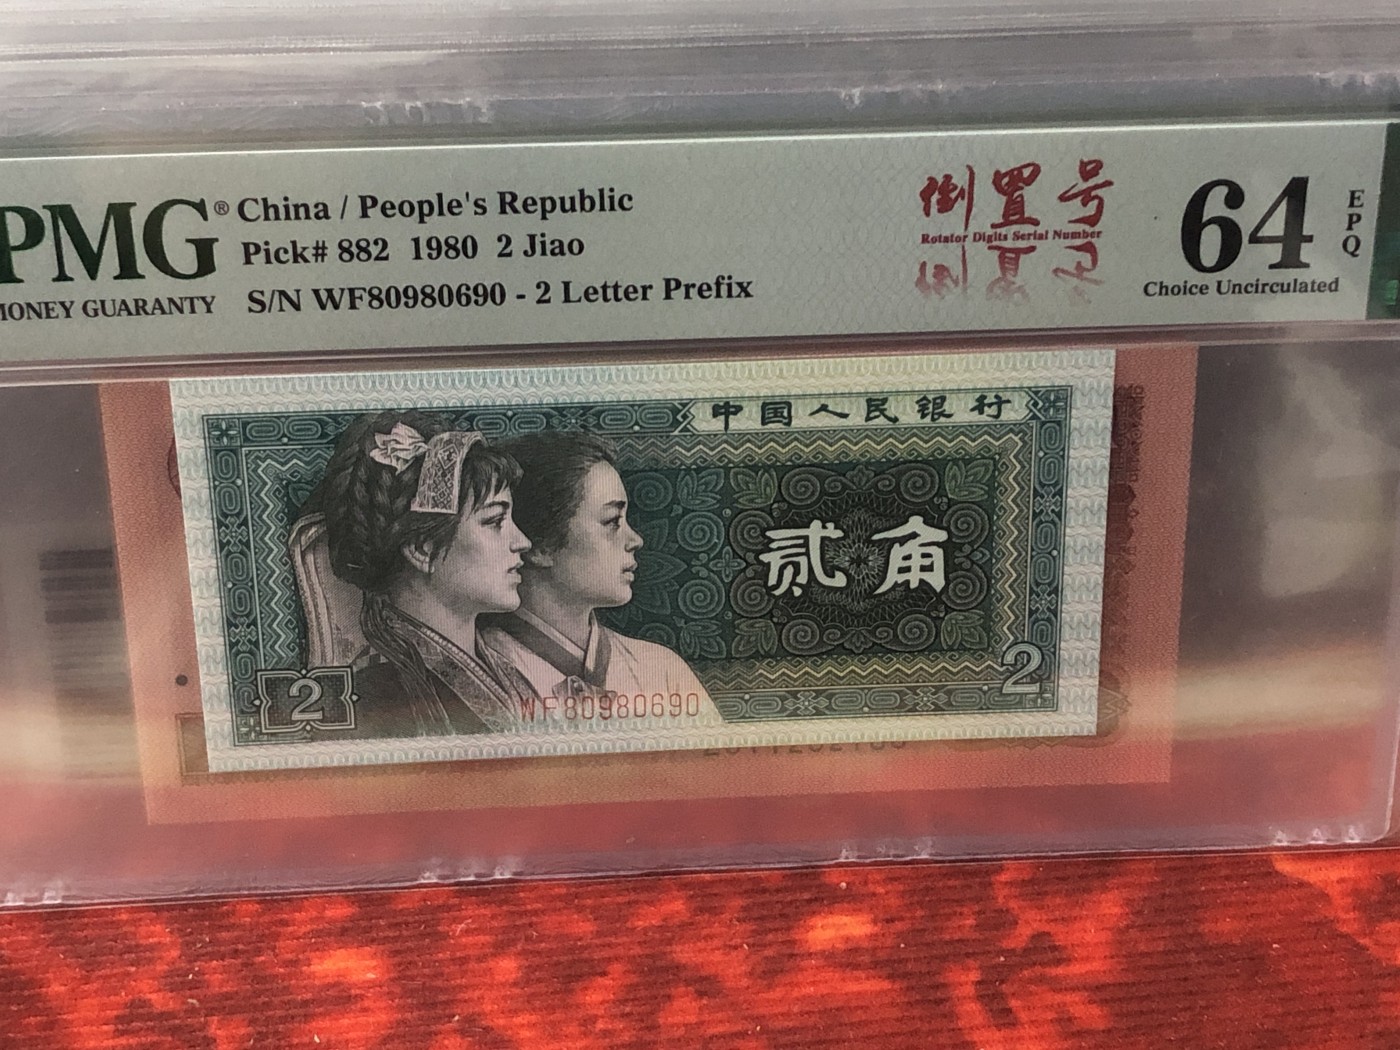 PMG® China / People's Republic
Pick# 882 1980 2 Jiao
MONEY GUARANTY S/N WF80980690 - 2 Letter Prefix
倒置号
Rotator Digits Serial Number
64 EPQ
Choice Uncirculated
中国人民银行
贰角
2
2
WF80980690